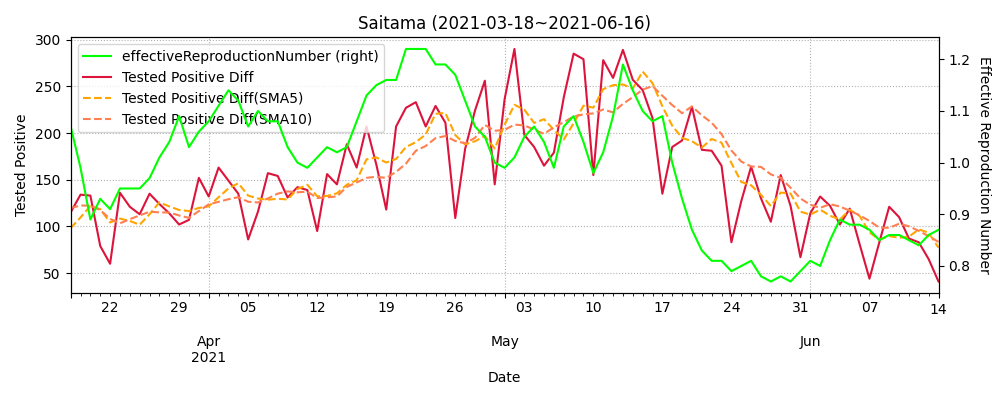 Saitama (2021-03-18~2021-06-16)
effectiveReproductionNumber (right)
Tested Positive Diff
Tested Positive Diff(SMA5)
Tested Positive Diff(SMA10)
Tested Positive
300
250
200
150
100
50
1.2
1.1
1.0
0.9
0.8
Effective Reproduction Number
22 29 05 12 19 26 03 10 17 24 31 07 14
Apr May Jun
2021
Date